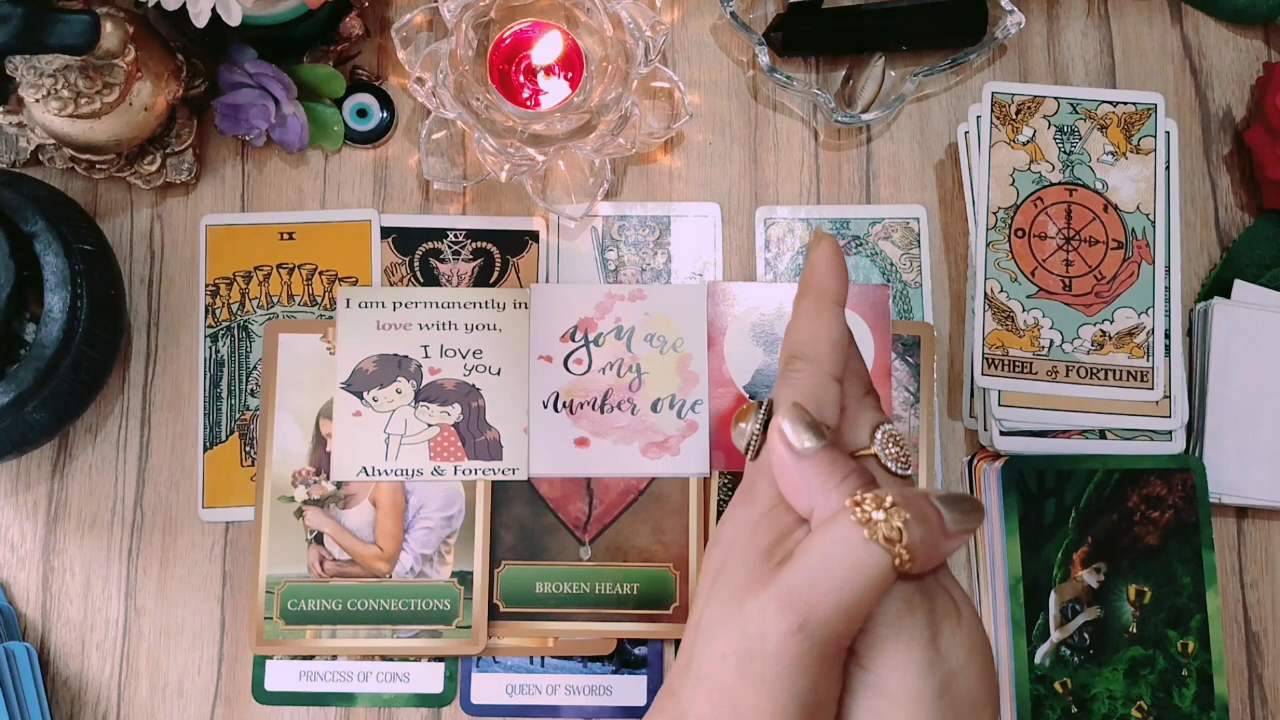 IX
XV
X
WHEEL of FORTUNE
I am permanently in
love with you,
I love
you
Always & Forever
you are
my
number one
CARING CONNECTIONS
BROKEN HEART
PRINCESS OF COINS
QUEEN OF SWORDS